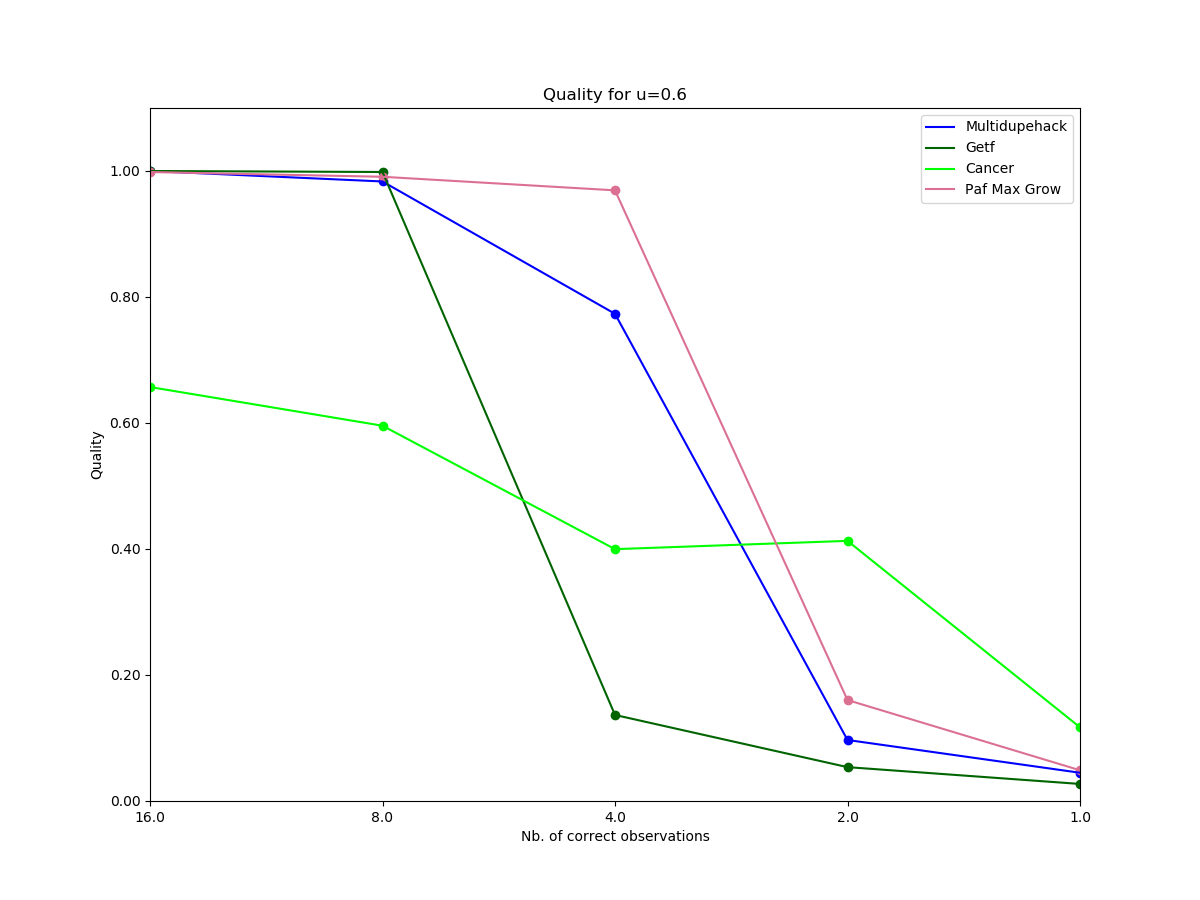 Quality for u=0.6
Multidupehack
Getf
Cancer
Paf Max Grow
1.00
0.80
0.60
0.40
0.20
0.00
Quality
16.0
8.0
4.0
2.0
1.0
Nb. of correct observations